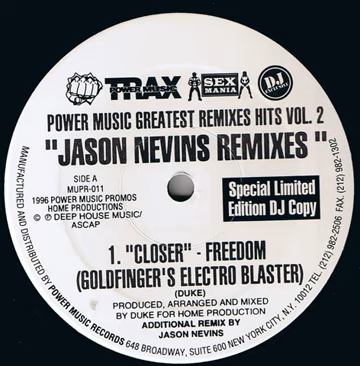 TRAX
POWER MUSIC
SEX
MANIA
DJ
EXCLUSIVE
POWER MUSIC GREATEST REMIXES HITS VOL. 2
"JASON NEVINS REMIXES"
SIDE A
MUPR-011
1996 POWER MUSIC PROMOS
HOME PRODUCTIONS
© ℗ DEEP HOUSE MUSIC/
ASCAP
Special Limited
Edition DJ Copy
1. "CLOSER" - FREEDOM
(GOLDFINGER'S ELECTRO BLASTER)
(DUKE)
PRODUCED, ARRANGED AND MIXED
BY DUKE FOR HOME PRODUCTION
ADDITIONAL REMIX BY
JASON NEVINS
MANUFACTURED AND DISTRIBUTED BY POWER MUSIC RECORDS 648 BROADWAY, SUITE 600 NEW YORK CITY, N.Y. 10012 TEL. (212) 982-2506 FAX. (212) 982-1302